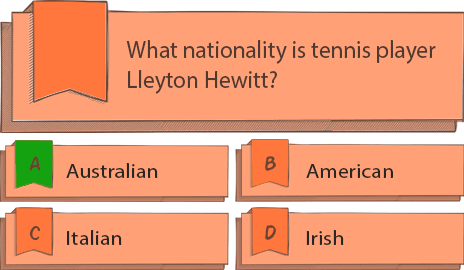 What nationality is tennis player
Lleyton Hewitt?
A Australian
B American
C Italian
D Irish